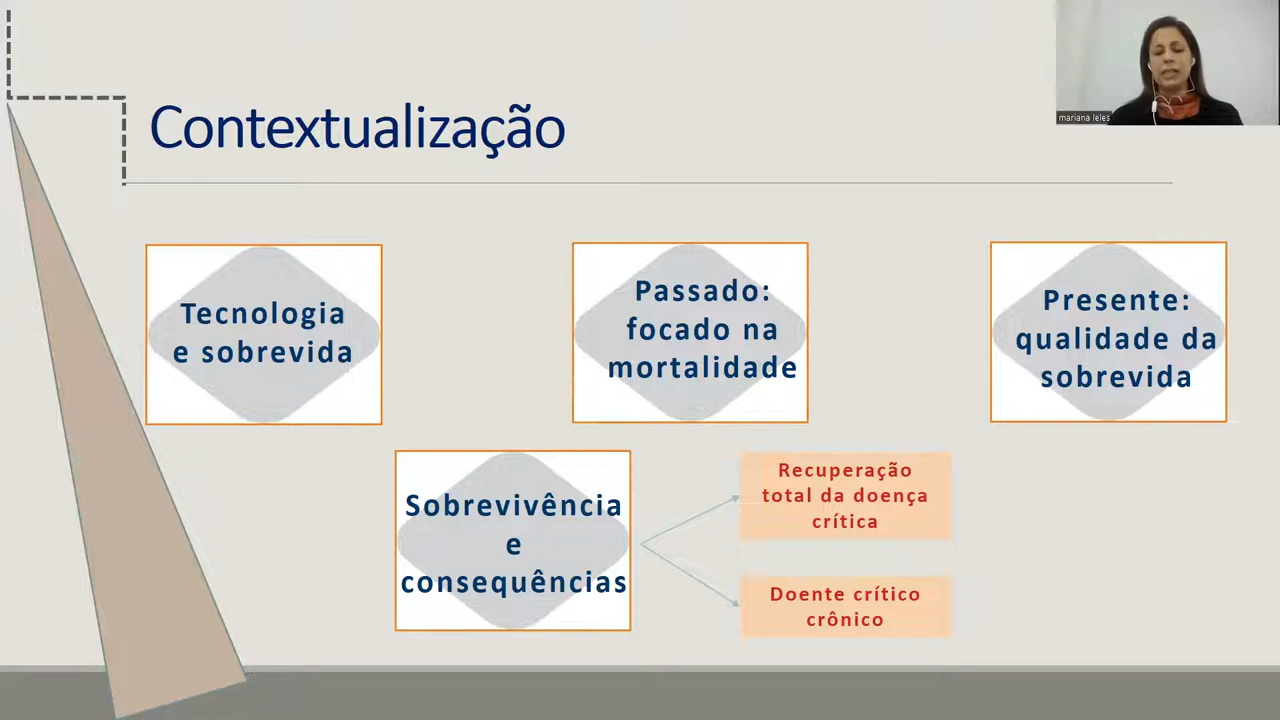 Contextualização
mariana leles
Tecnologia
e sobrevida
Passado:
focado na
mortalidade
Presente:
qualidade da
sobrevida
Sobrevivência
e
consequências
Recuperação
total da doença
crítica
Doente crítico
crônico